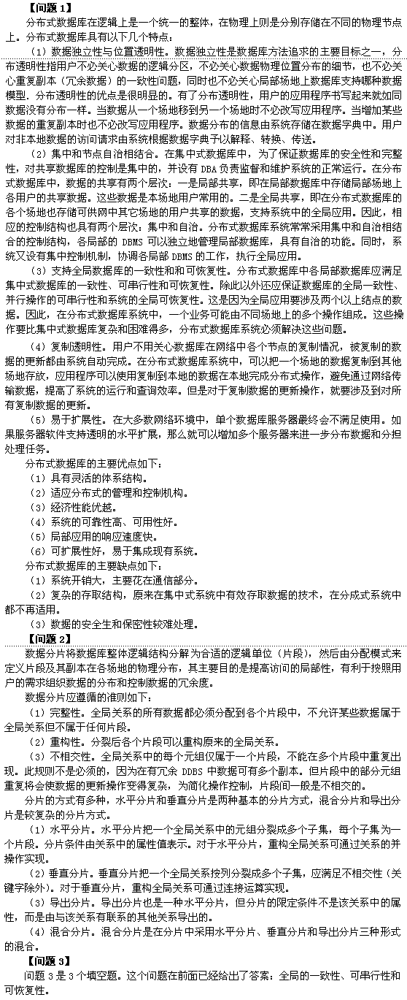 【问题1】
分布式数据库在逻辑上是一个统一的整体，在物理上则是分别存储在不同的物理节点
上。分布式数据库具有以下几个特点：
（1）数据独立性与位置透明性。数据独立性是数据库方法追求的主要目标之一，分
布透明性指用户不必关心数据的逻辑分区，不必关心数据物理位置分布的细节，也不必关
心重复副本（冗余数据）的一致性问题，同时也不必关心局部场地上数据库支持哪种数据
模型．分布透明性的优点是很明显的。有了分布透明性，用户的应用程序书写起来就如同
数据没有分布一样。当数据从一个场地移到另一个场地时不必改写应用程序。当增加某些
数据的重复副本时也不必改写应用程序。数据分布的信息由系统存储在数据字典中。用户
对非本地数据的访问请求由系统根据数据字典予以解释、转换、传送。
（2）集中和节点自治相结合。在集中式数据库中，为了保证数据库的安全性和完整
性，对共享数据库的控制是集中的，并设有DBA负责监督和维护系统的正常运行。在分布
式数据库中，数据的共享有两个层次：一是局部共享，即在局部数据库中存储局部场地上
各用户的共享数据。这些数据是本场地用户常用的。二是全局共享，即在分布式数据库的
各个场地也存储可供网中其它场地的用户共享的数据，支持系统中的全局应用。因此，相
应的控制结构也具有两个层次：集中和自治。分布式数据库系统常常采用集中和自治相结
合的控制结构，各局部的DBMS可以独立地管理局部数据库，具有自治的功能。同时，系
统又设有集中控制机制，协调各局部DBMS的工作，执行全局应用。
（3）支持全局数据库的一致性和和可恢复性。分布式数据库中各局部数据库应满足
集中式数据库的一致性、可串行性和可恢复性。除此以外还应保证数据库的全局一致性、
并行操作的可串行性和系统的全局可恢复性。这是因为全局应用要涉及两个以上结点的数
据。因此，在分布式数据库系统中，一个业务可能由不同场地上的多个操作组成。这些操
作要比集中式数据库复杂和困难得多，分布式数据库系统必须解决这些问题。
（4）复制透明性。用户不用关心数据库在网络中各个节点的复制情况，被复制的数
据的更新都由系统自动完成。在分布式数据库系统中，可以把一个场地的数据复制到其他
场地存放，应用程序可以使用复制到本地的数据在本地完成分布式操作，避免通过网络传
输数据，提高了系统的运行和查询效率。但是对于复制数据的更新操作，就要涉及到对所
有复制数据的更新。
（5）易于扩展性。在大多数网络环境中，单个数据库服务器最终会不满足使用。如
果服务器软件支持透明的水平扩展，那么就可以增加多个服务器来进一步分布数据和分担
处理任务。
分布式数据库的主要优点如下：
（1）具有灵活的体系结构。
（2）适应分布式的管理和控制机构。
（3）经济性能优越。
（4）系统的可靠性高、可用性好。
（5）局部应用的响应速度快。
（6）可扩展性好，易于集成现有系统。
分布式数据库的主要缺点如下：
（1）系统开销大，主要花在通信部分。
（2）复杂的存取结构，原来在集中式系统中有效存取数据的技术，在分成式系统中
都不再适用。
（3）数据的安全生和保密性较难处理。
【问题2】
数据分片将数据库整体逻辑结构分解为合适的逻辑单位（片段），然后由分配模式来
定义片段及其副本在各场地的物理分布，其主要目的是提高访问的局部性，有利于按照用
户的需求组织数据的分布和控制数据的冗余度。
数据分片应遵循的准则如下：
（1）完整性。全局关系的所有数据都必须分配到各个片段中，不允许某些数据属于
全局关系但不属于任何片段。
（2）重构性。分裂后各个片段可以重构原来的全局关系。
（3）不相交性。全局关系中的每个元组仅属于一个片段，不能在多个片段中重复出
现。此规则不是必须的，因为在有冗余 DDBS 中数据可有多个副本。但片段中的部分元组
重复将会使数据的更新操作变得复杂，为简化操作控制，片段间一般是不相交的。
分片的方式有多种，水平分片和垂直分片是两种基本的分片方式，混合分片和导出分
片是较复杂的分片方式。
（1）水平分片。水平分片把一个全局关系中的元组分裂成多个子集，每个子集为一
个片段。分片条件由关系中的属性值表示。对于水平分片，重构全局关系可通过关系的并
操作实现。
（2）垂直分片。垂直分片把一个全局关系按列分裂成多个子集，应满足不相交性（关
键字除外）。对于垂直分片，重构全局关系可通过连接运算实现。
（3）导出分片。导出分片也是一种水平分片，但分片的限定条件不是该关系中的属
性，而是由与该关系有联系的其他关系导出的。
（4）混合分片。混合分片是在分片中采用水平分片、垂直分片和导出分片三种形式
的混合。
【问题3】
问题3是3个填空题。这个问题在前面已经给出了答案：全局的一致性、可串行性和
可恢复性。